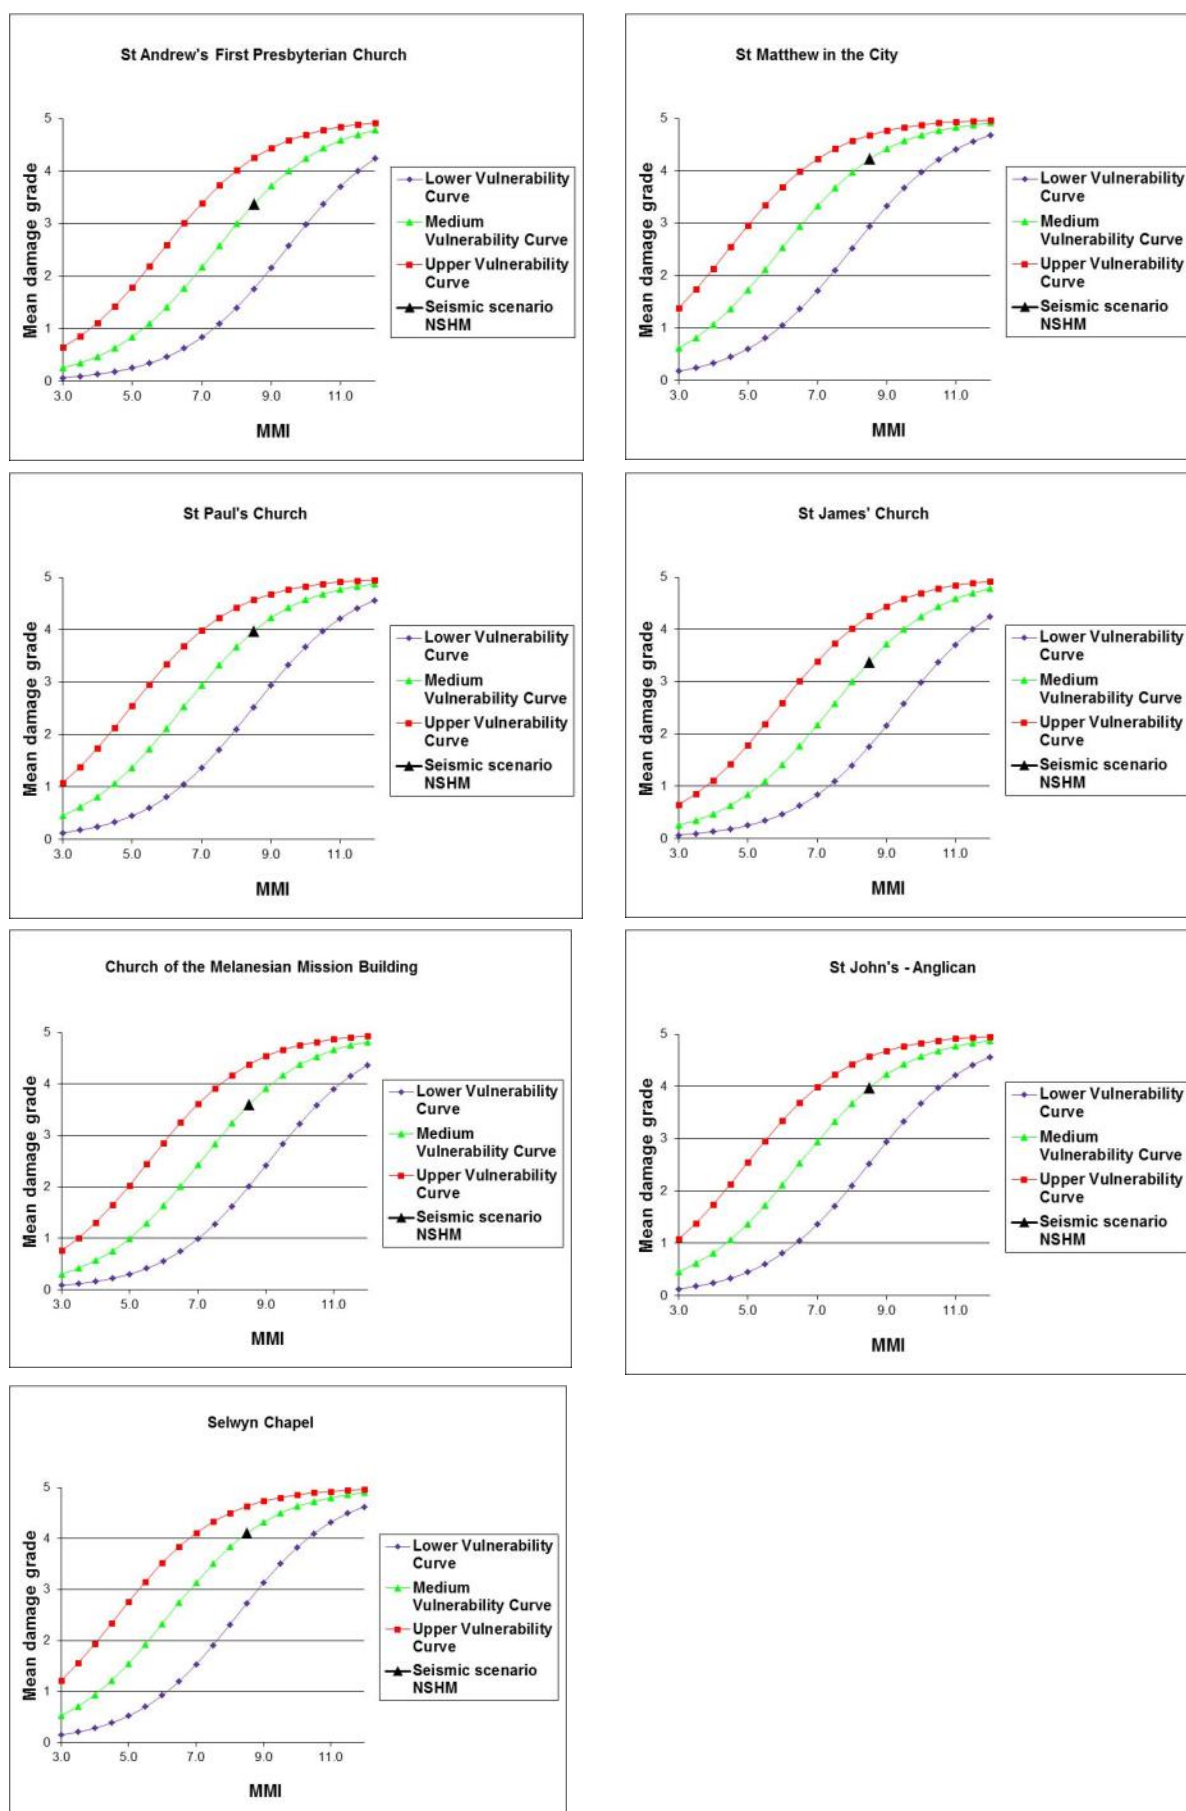 St Andrew's First Presbyterian Church
Mean damage grade
5
4
3
2
1
0
3.0 5.0 7.0 9.0 11.0
MMI
Lower Vulnerability
Curve
Medium
Vulnerability Curve
Upper Vulnerability
Curve
Seismic scenario
NSHM
St Matthew in the City
Mean damage grade
5
4
3
2
1
0
3.0 5.0 7.0 9.0 11.0
MMI
Lower Vulnerability
Curve
Medium
Vulnerability Curve
Upper Vulnerability
Curve
Seismic scenario
NSHM
St Paul's Church
Mean damage grade
5
4
3
2
1
0
3.0 5.0 7.0 9.0 11.0
MMI
Lower Vulnerability
Curve
Medium
Vulnerability Curve
Upper Vulnerability
Curve
Seismic scenario
NSHM
St James' Church
Mean damage grade
5
4
3
2
1
0
3.0 5.0 7.0 9.0 11.0
MMI
Lower Vulnerability
Curve
Medium
Vulnerability Curve
Upper Vulnerability
Curve
Seismic scenario
NSHM
Church of the Melanesian Mission Building
Mean damage grade
5
4
3
2
1
0
3.0 5.0 7.0 9.0 11.0
MMI
Lower Vulnerability
Curve
Medium
Vulnerability Curve
Upper Vulnerability
Curve
Seismic scenario
NSHM
St John's - Anglican
Mean damage grade
5
4
3
2
1
0
3.0 5.0 7.0 9.0 11.0
MMI
Lower Vulnerability
Curve
Medium
Vulnerability Curve
Upper Vulnerability
Curve
Seismic scenario
NSHM
Selwyn Chapel
Mean damage grade
5
4
3
2
1
0
3.0 5.0 7.0 9.0 11.0
MMI
Lower Vulnerability
Curve
Medium
Vulnerability Curve
Upper Vulnerability
Curve
Seismic scenario
NSHM